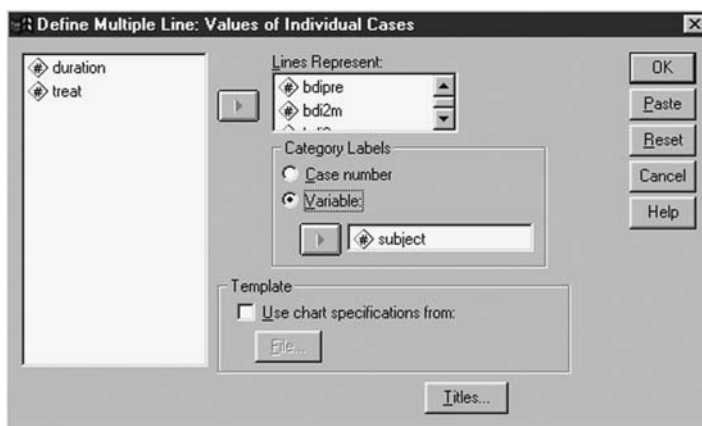 Define Multiple Line: Values of Individual Cases
duration
treat
Lines Represent:
bdipre
bdi2m
Category Labels
Case number
Variable:
subject
Template
Use chart specifications from:
File...
Titles...
OK
Paste
Reset
Cancel
Help